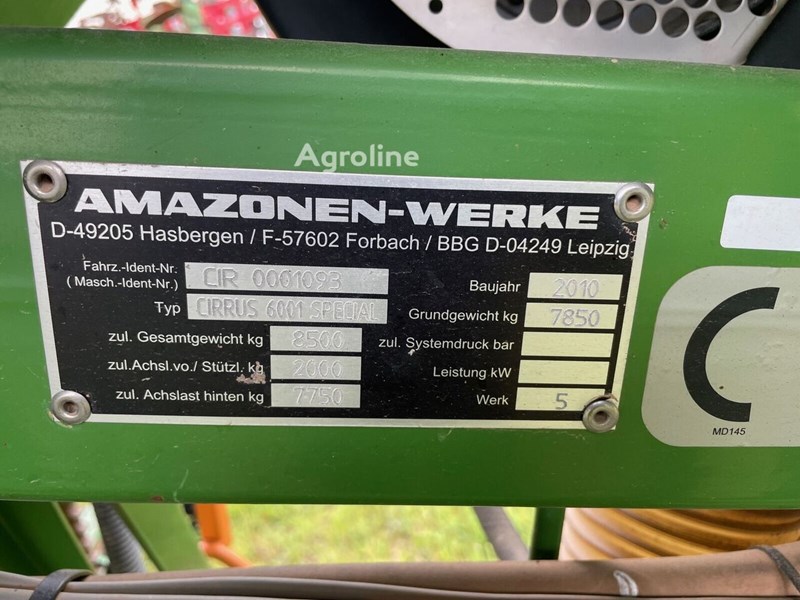 Agroline
AMAZONEN-WERKE
D-49205 Hasbergen / F-57602 Forbach / BBG D-04249 Leipzig
Fahrz.-Ident-Nr.
( Masch.-Ident-Nr.) CIR 0001093
Typ CIRRUS 6001 SPECIAL
zul. Gesamtgewicht kg 8500
zul.Achsl.vo./ Stützl. kg 2000
zul. Achslast hinten kg 7750
Baujahr 2010
Grundgewicht kg 7850
zul. Systemdruck bar
Leistung kW
Werk 5
C
MD145